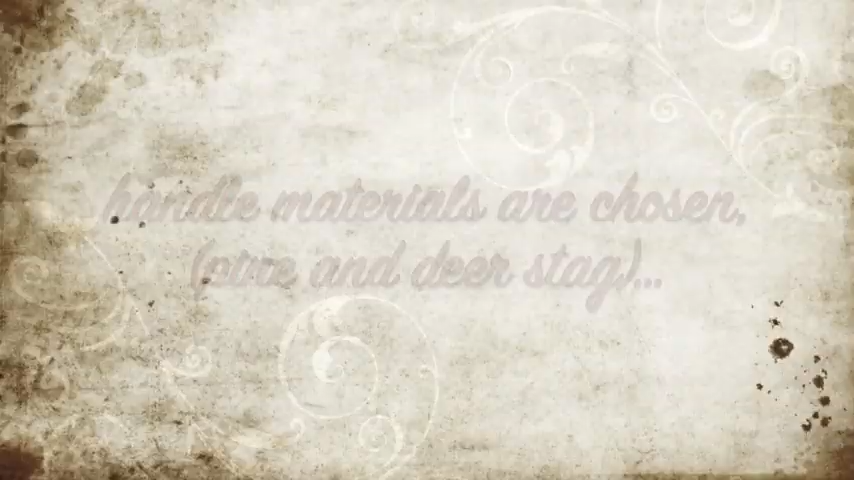 handle materials are chosen,
and deer stag)...